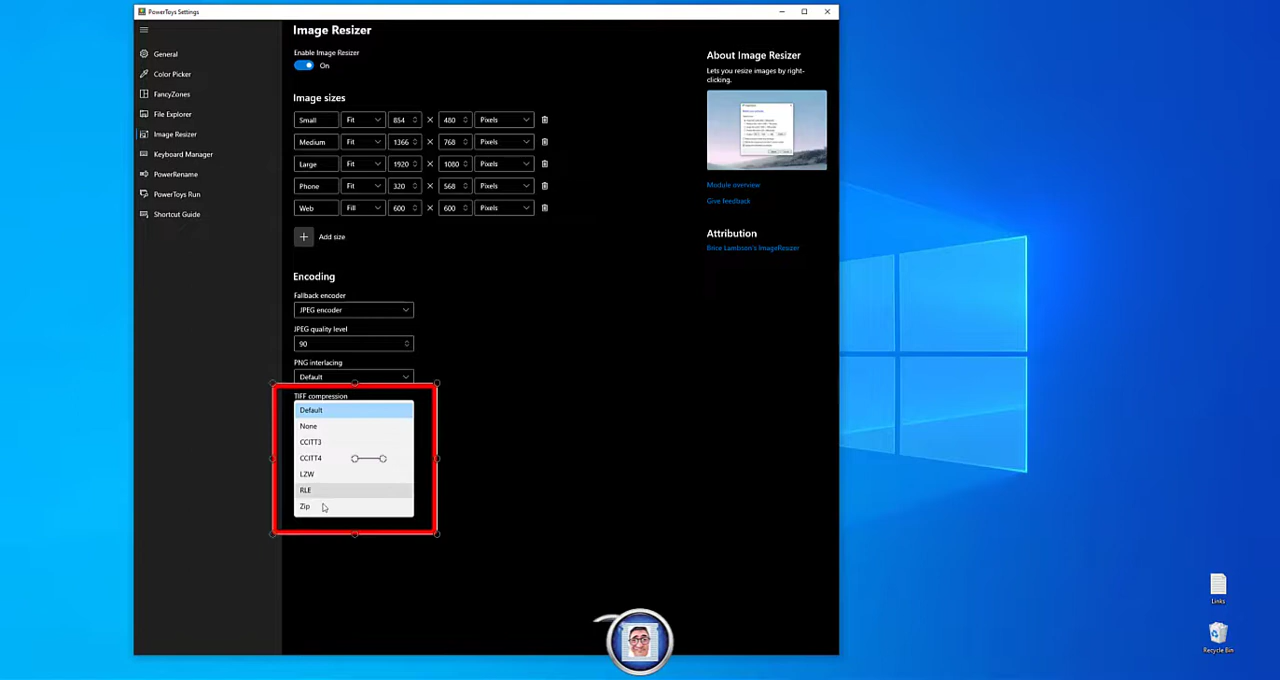 PowerToys Settings
General
Color Picker
FancyZones
File Explorer
Image Resizer
Keyboard Manager
PowerRename
PowerToys Run
Shortcut Guide
Image Resizer
Enable Image Resizer
On
Image sizes
Small Fit 854 480 Pixels
Medium Fit 1366 768 Pixels
Large Fit 1920 1080 Pixels
Phone Fit 320 568 Pixels
Web Fill 600 600 Pixels
Add size
Encoding
Fallback encoder
JPEG encoder
JPEG quality level
90
PNG interlacing
Default
TIFF compression
Default
None
CCITT3
CCITT4
LZW
RLE
Zip
About Image Resizer
Lets you resize images by right-
clicking.
Module overview
Give feedback
Attribution
Brice Lambson's ImageResizer
Links
Recycle Bin